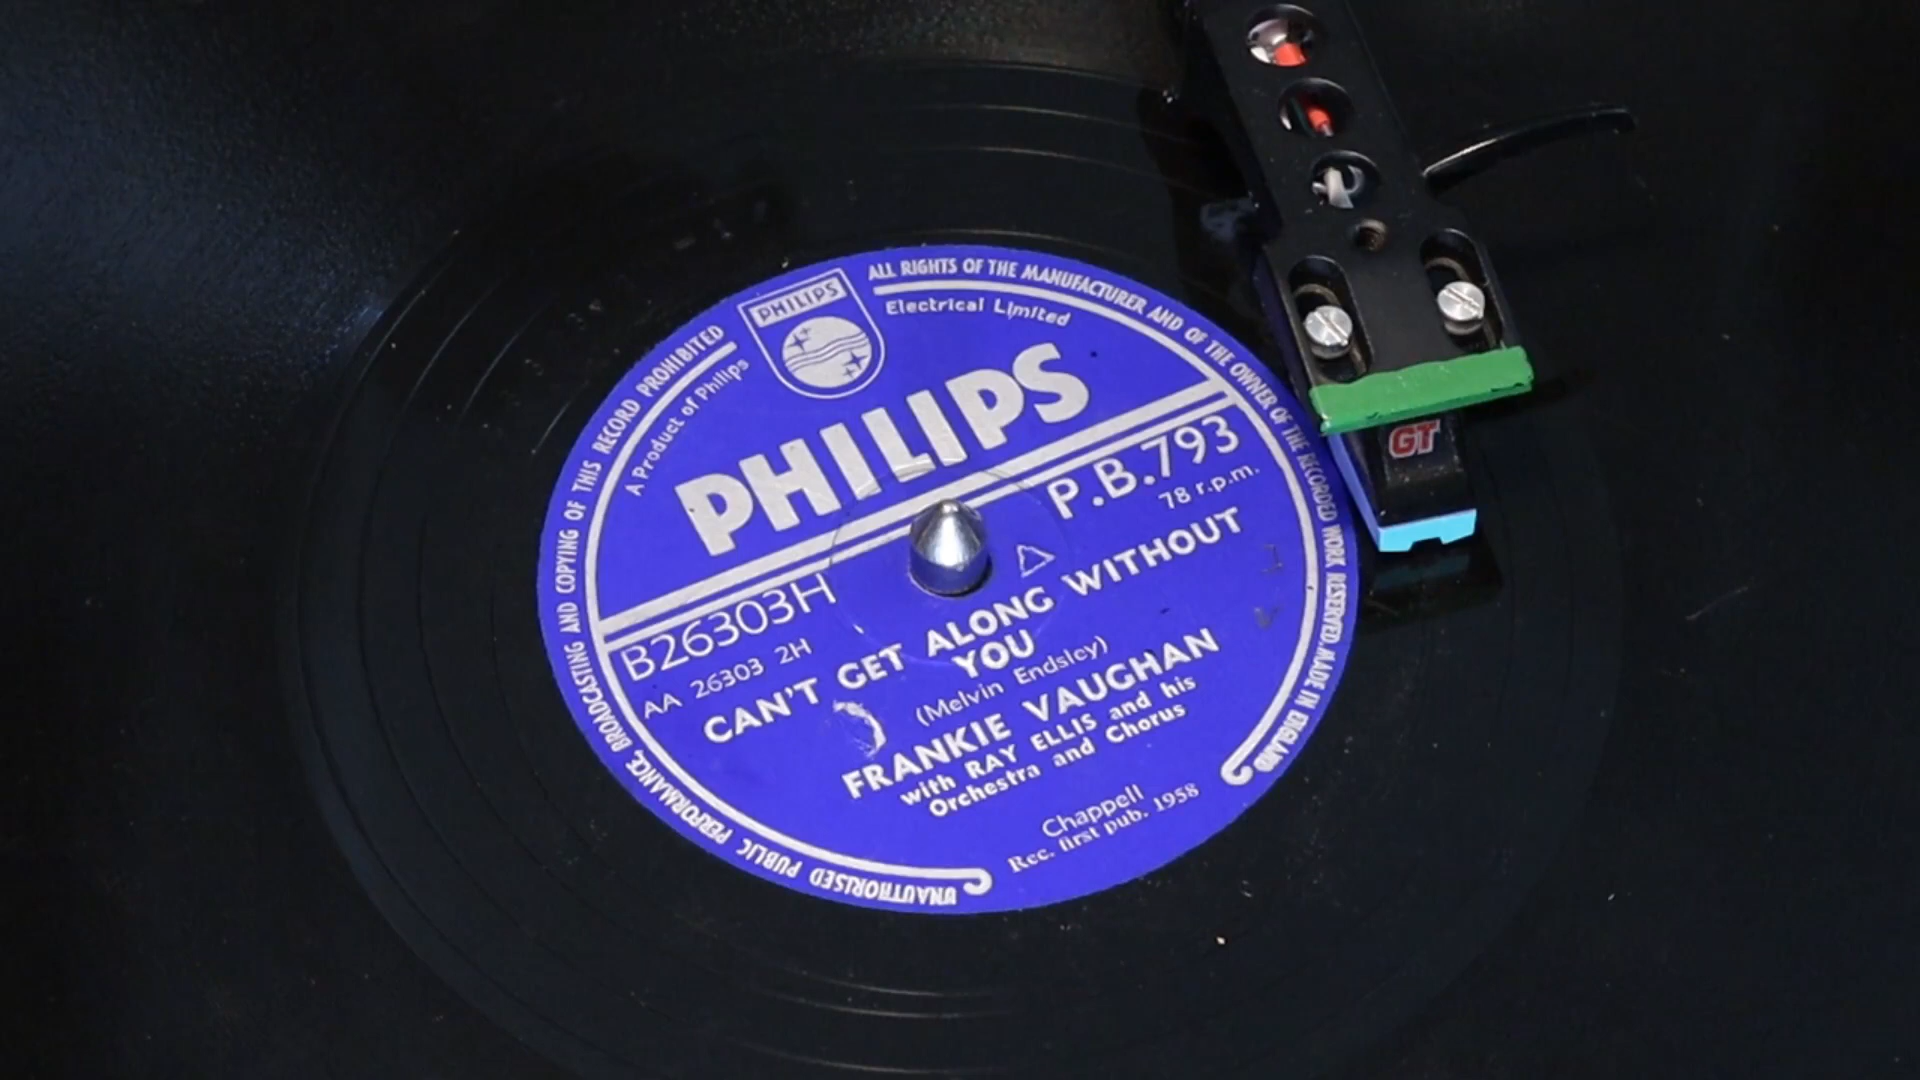 PHILIPS
ALL RIGHTS OF THE MANUFACTURER AND OF THE OWNER OF THE RECORDED WORK RESERVED. MADE IN ENGLAND
UNAUTHORISED PUBLIC PERFORMANCE, BROADCASTING AND COPYING OF THIS RECORD PROHIBITED
A Product of Philips
Electrical Limited
PHILIPS
P.B.793
78 r.p.m.
B26303H
AA 26303 2H
CAN'T GET ALONG WITHOUT
YOU
(Melvin Endsley)
FRANKIE VAUGHAN
with RAY ELLIS and his
Orchestra and Chorus
Chappell
Rec. first pub. 1958
GT